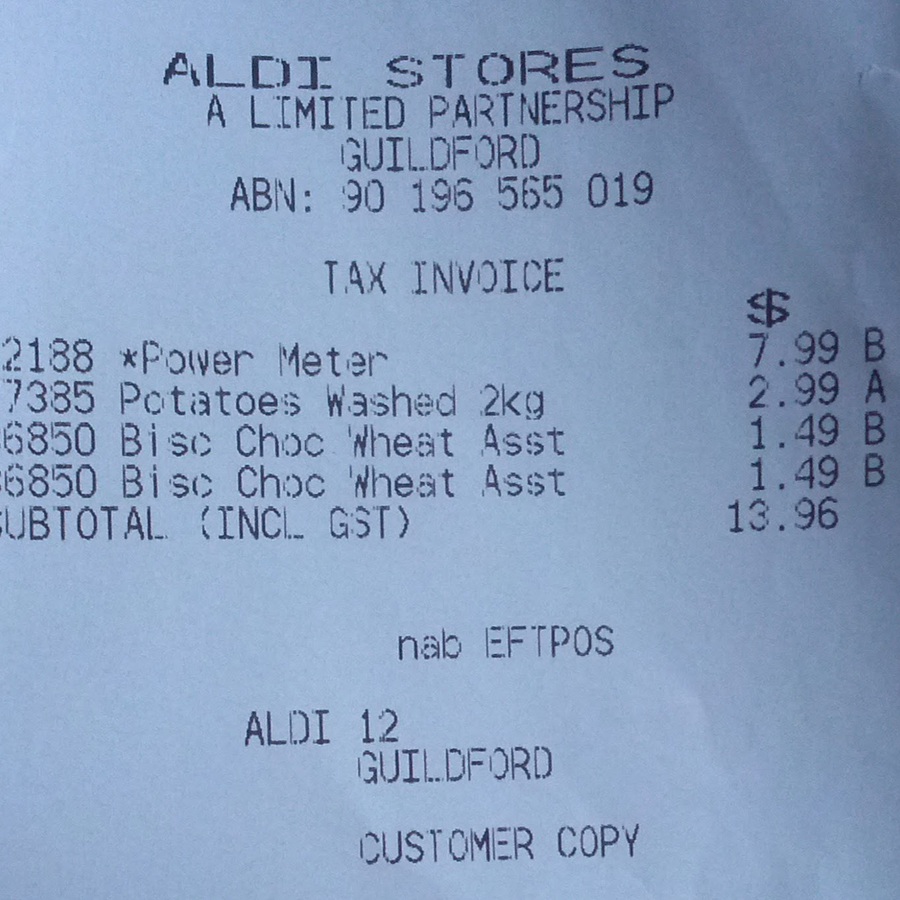 ALDI STORES
A LIMITED PARTNERSHIP
GUILDFORD
ABN: 90 196 565 019
TAX INVOICE
$
2188 *Power Meter 7.99 B
7385 Potatoes Washed 2kg 2.99 A
6850 Bisc Choc Wheat Asst 1.49 B
6850 Bisc Choc Wheat Asst 1.49 B
SUBTOTAL (INCL GST) 13.96
nab EFTPOS
ALDI 12
GUILDFORD
CUSTOMER COPY